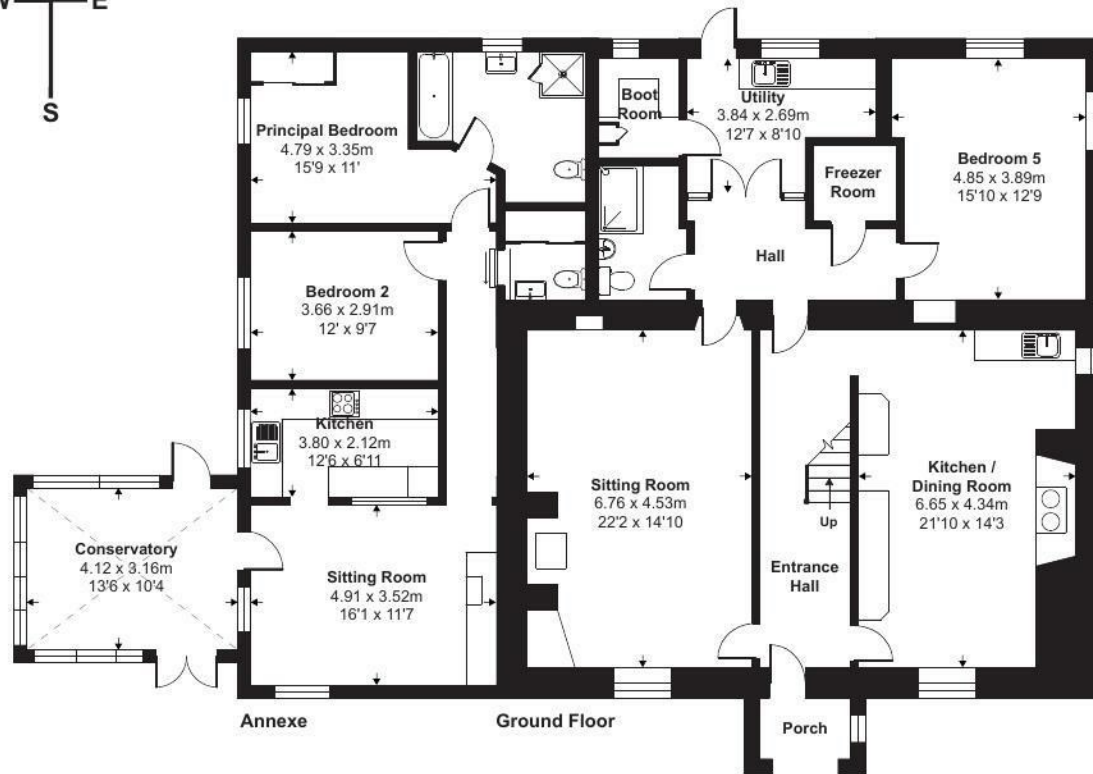 W
E
S
Principal Bedroom
4.79 x 3.35m
15'9 x 11'
Boot
Room
Utility
3.84 x 2.69m
12'7 x 8'10
Freezer
Room
Bedroom 5
4.85 x 3.89m
15'10 x 12'9
Hall
Bedroom 2
3.66 x 2.91m
12' x 9'7
Kitchen
3.80 x 2.12m
12'6 x 6'11
Conservatory
4.12 x 3.16m
13'6 x 10'4
Sitting Room
4.91 x 3.52m
16'1 x 11'7
Sitting Room
6.76 x 4.53m
22'2 x 14'10
Up
Entrance
Hall
Kitchen /
Dining Room
6.65 x 4.34m
21'10 x 14'3
Annexe
Ground Floor
Porch